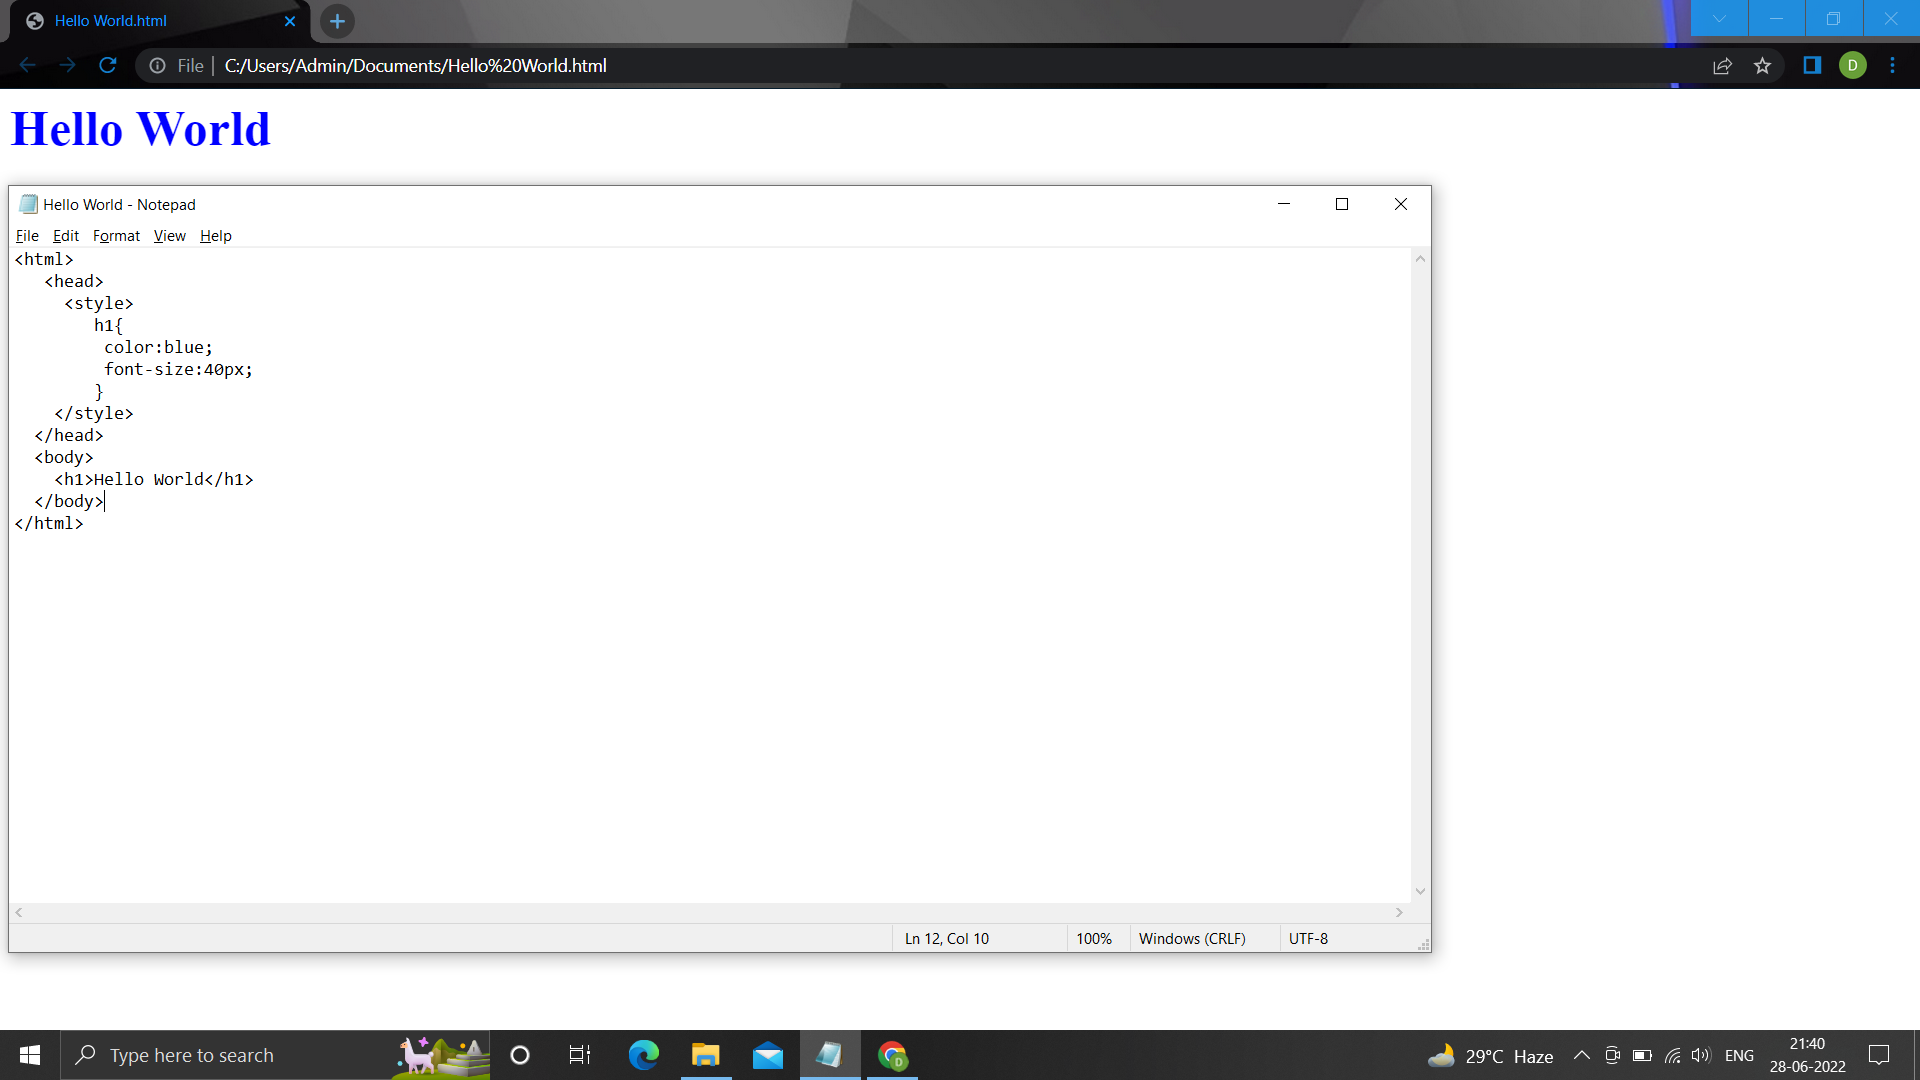 Hello World.html
File
C:/Users/Admin/Documents/Hello%20World.html
D
Hello World
Hello World - Notepad
File Edit Format View Help
<html>
   <head>
     <style>
        h1{
         color:blue;
         font-size:40px;
        }
    </style>
  </head>
  <body>
    <h1>Hello World</h1>
  </body>
</html>
Ln 12, Col 10
100%
Windows (CRLF)
UTF-8
Type here to search
D
29°C Haze
ENG
21:40
28-06-2022